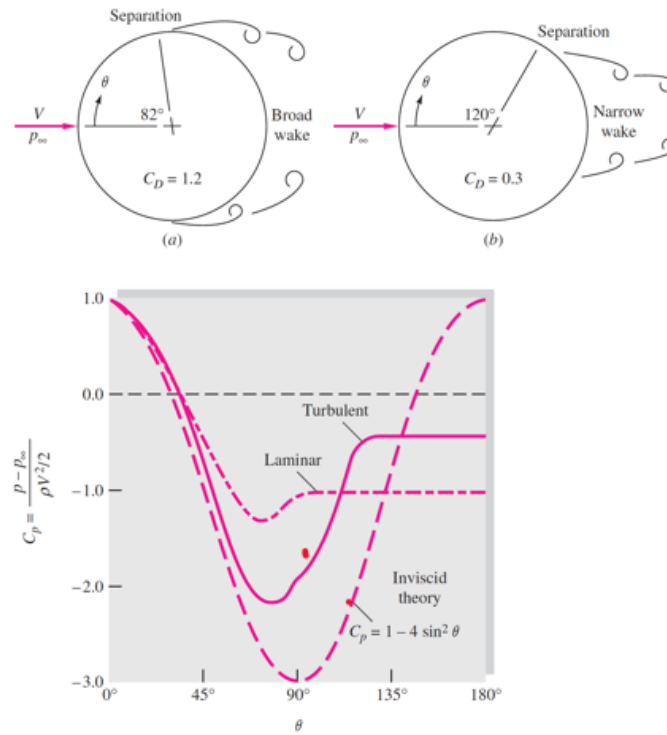 Separation
θ
V
p∞
82°
Broad
wake
C_D = 1.2
(a)
Separation
θ
V
p∞
120°
Narrow
wake
C_D = 0.3
(b)
1.0
0.0
Turbulent
Laminar
C_p = (p – p∞) / (ρV²/2)
–1.0
–2.0
Inviscid
theory
C_p = 1 – 4 sin² θ
–3.0
0°
45°
90°
135°
180°
θ